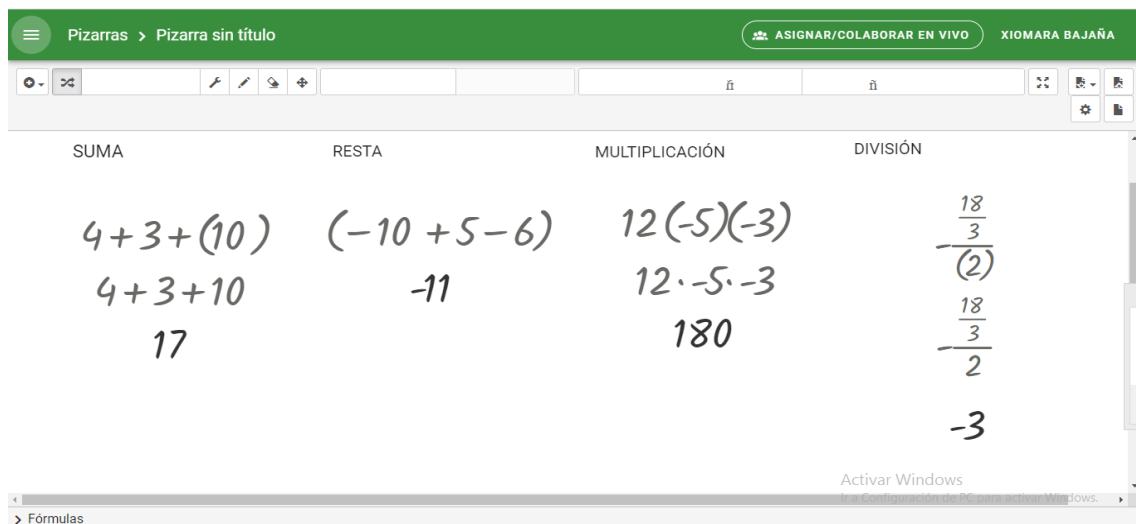 Pizarras > Pizarra sin título
ASIGNAR/COLABORAR EN VIVO
XIOMARA BAJAÑA
ñ
ñ
SUMA
4+3+(10)
4+3+10
17
RESTA
(-10+5-6)
-11
MULTIPLICACIÓN
12(-5)(-3)
12·-5·-3
180
DIVISIÓN
18
3
-
(2)
18
3
-
2
-3
Activar Windows
Ir a Configuración de PC para activar Windows.
> Fórmulas